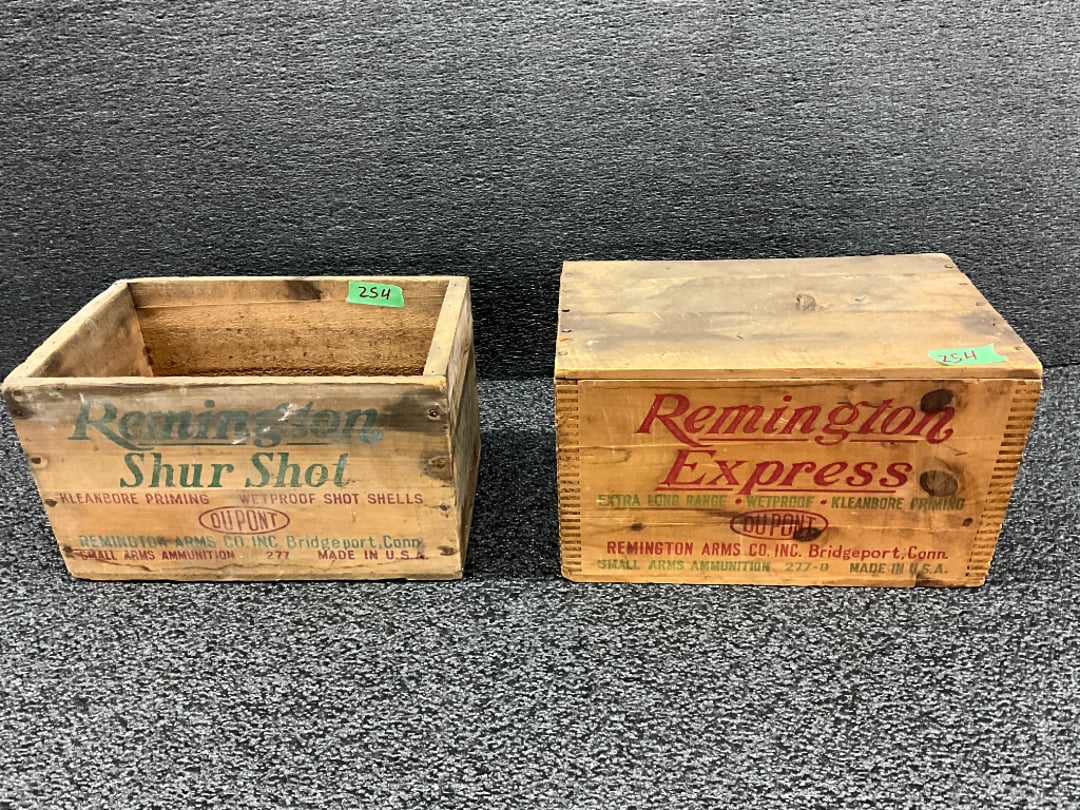 254
Remington
Shur Shot
KLEANBORE PRIMING WETPROOF SHOT SHELLS
DUPONT
REMINGTON ARMS CO. INC. Bridgeport, Conn.
SMALL ARMS AMMUNITION 277 MADE IN U.S.A.
254
Remington
Express
EXTRA LONG RANGE • WETPROOF • KLEANBORE PRIMING
DUPONT
REMINGTON ARMS CO. INC. Bridgeport, Conn.
SMALL ARMS AMMUNITION 277-D MADE IN U.S.A.